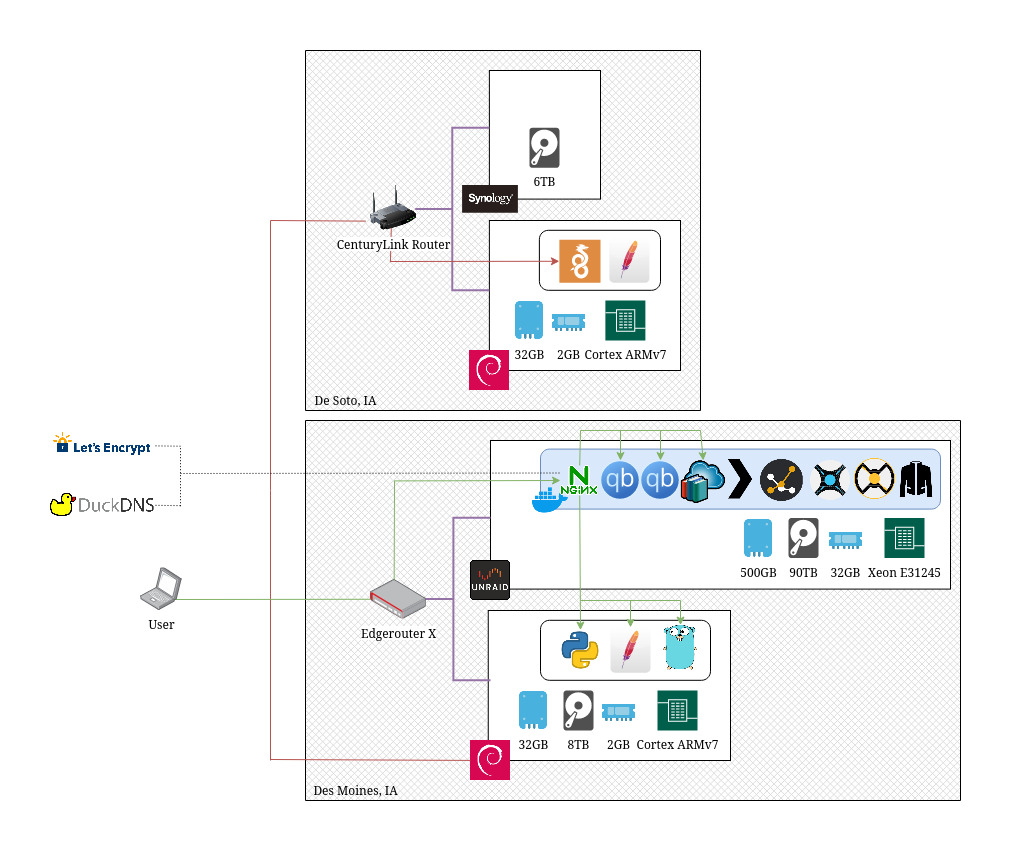 6TB
Synology
CenturyLink Router
32GB
2GB
Cortex ARMv7
De Soto, IA
Let's Encrypt
DuckDNS
NGINX
qb
qb
500GB
90TB
32GB
Xeon E31245
UNRAID
User
Edgerouter X
32GB
8TB
2GB
Cortex ARMv7
Des Moines, IA